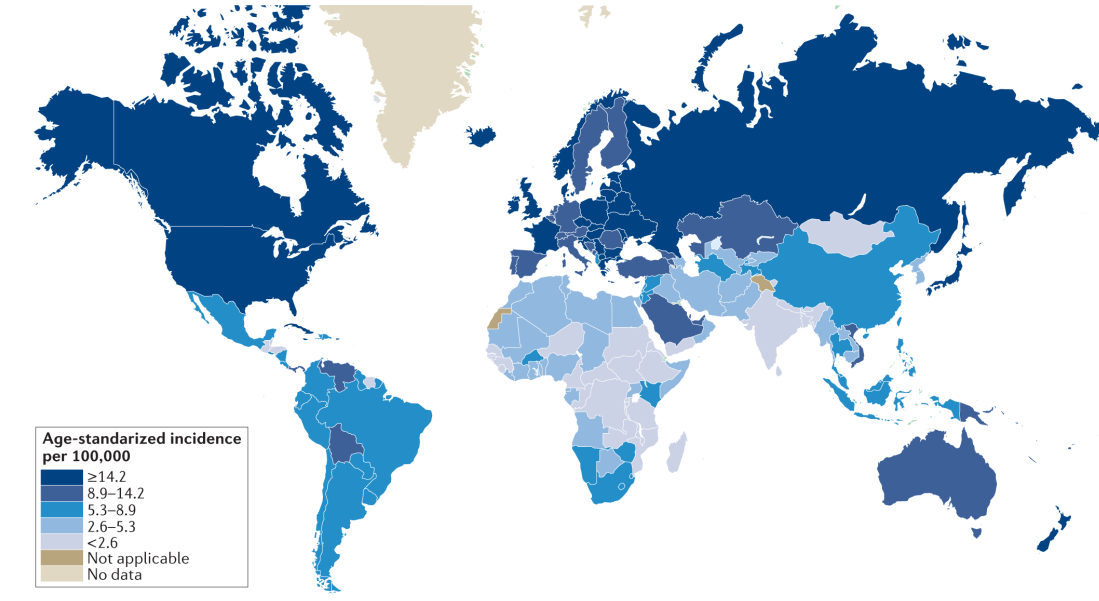 Age-standarized incidence
per 100,000
≥14.2
8.9–14.2
5.3–8.9
2.6–5.3
<2.6
Not applicable
No data